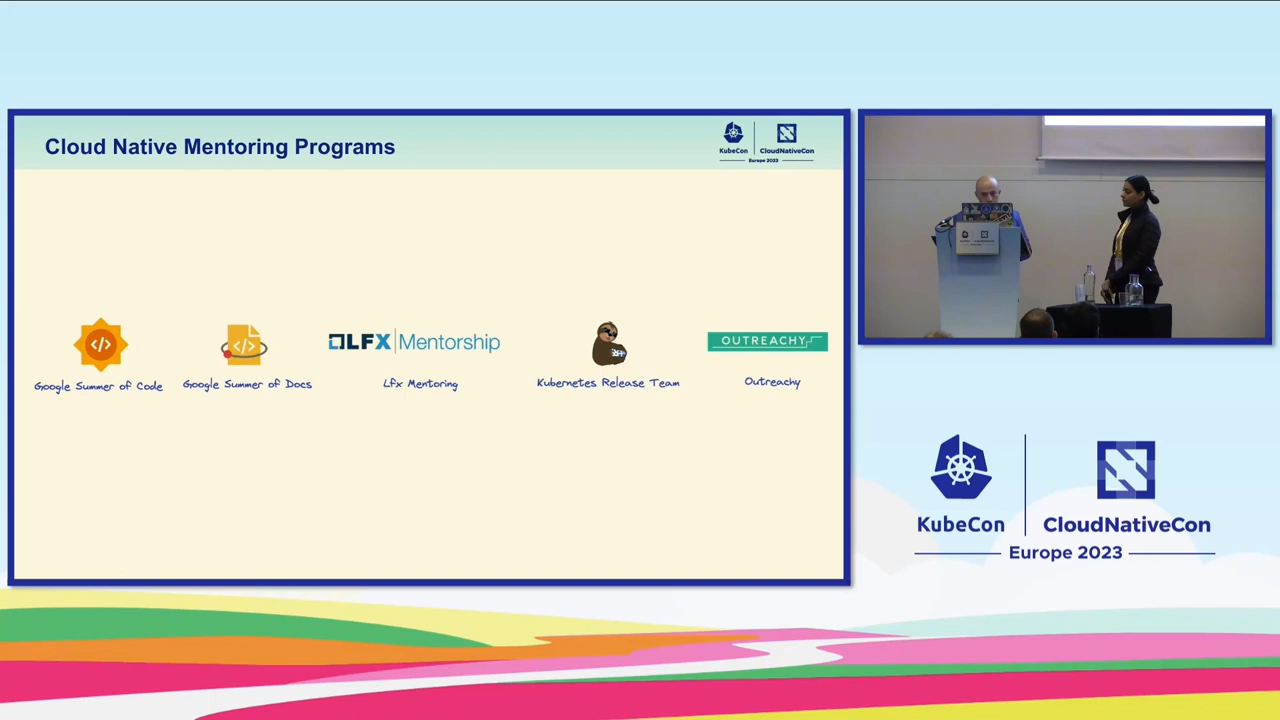 Cloud Native Mentoring Programs
KubeCon
CloudNativeCon
Europe 2023
OLFX Mentorship
OUTREACHY
Google Summer of Code
Google Summer of Docs
Lfx Mentoring
Kubernetes Release Team
Outreachy
KubeCon
CloudNativeCon
Europe 2023